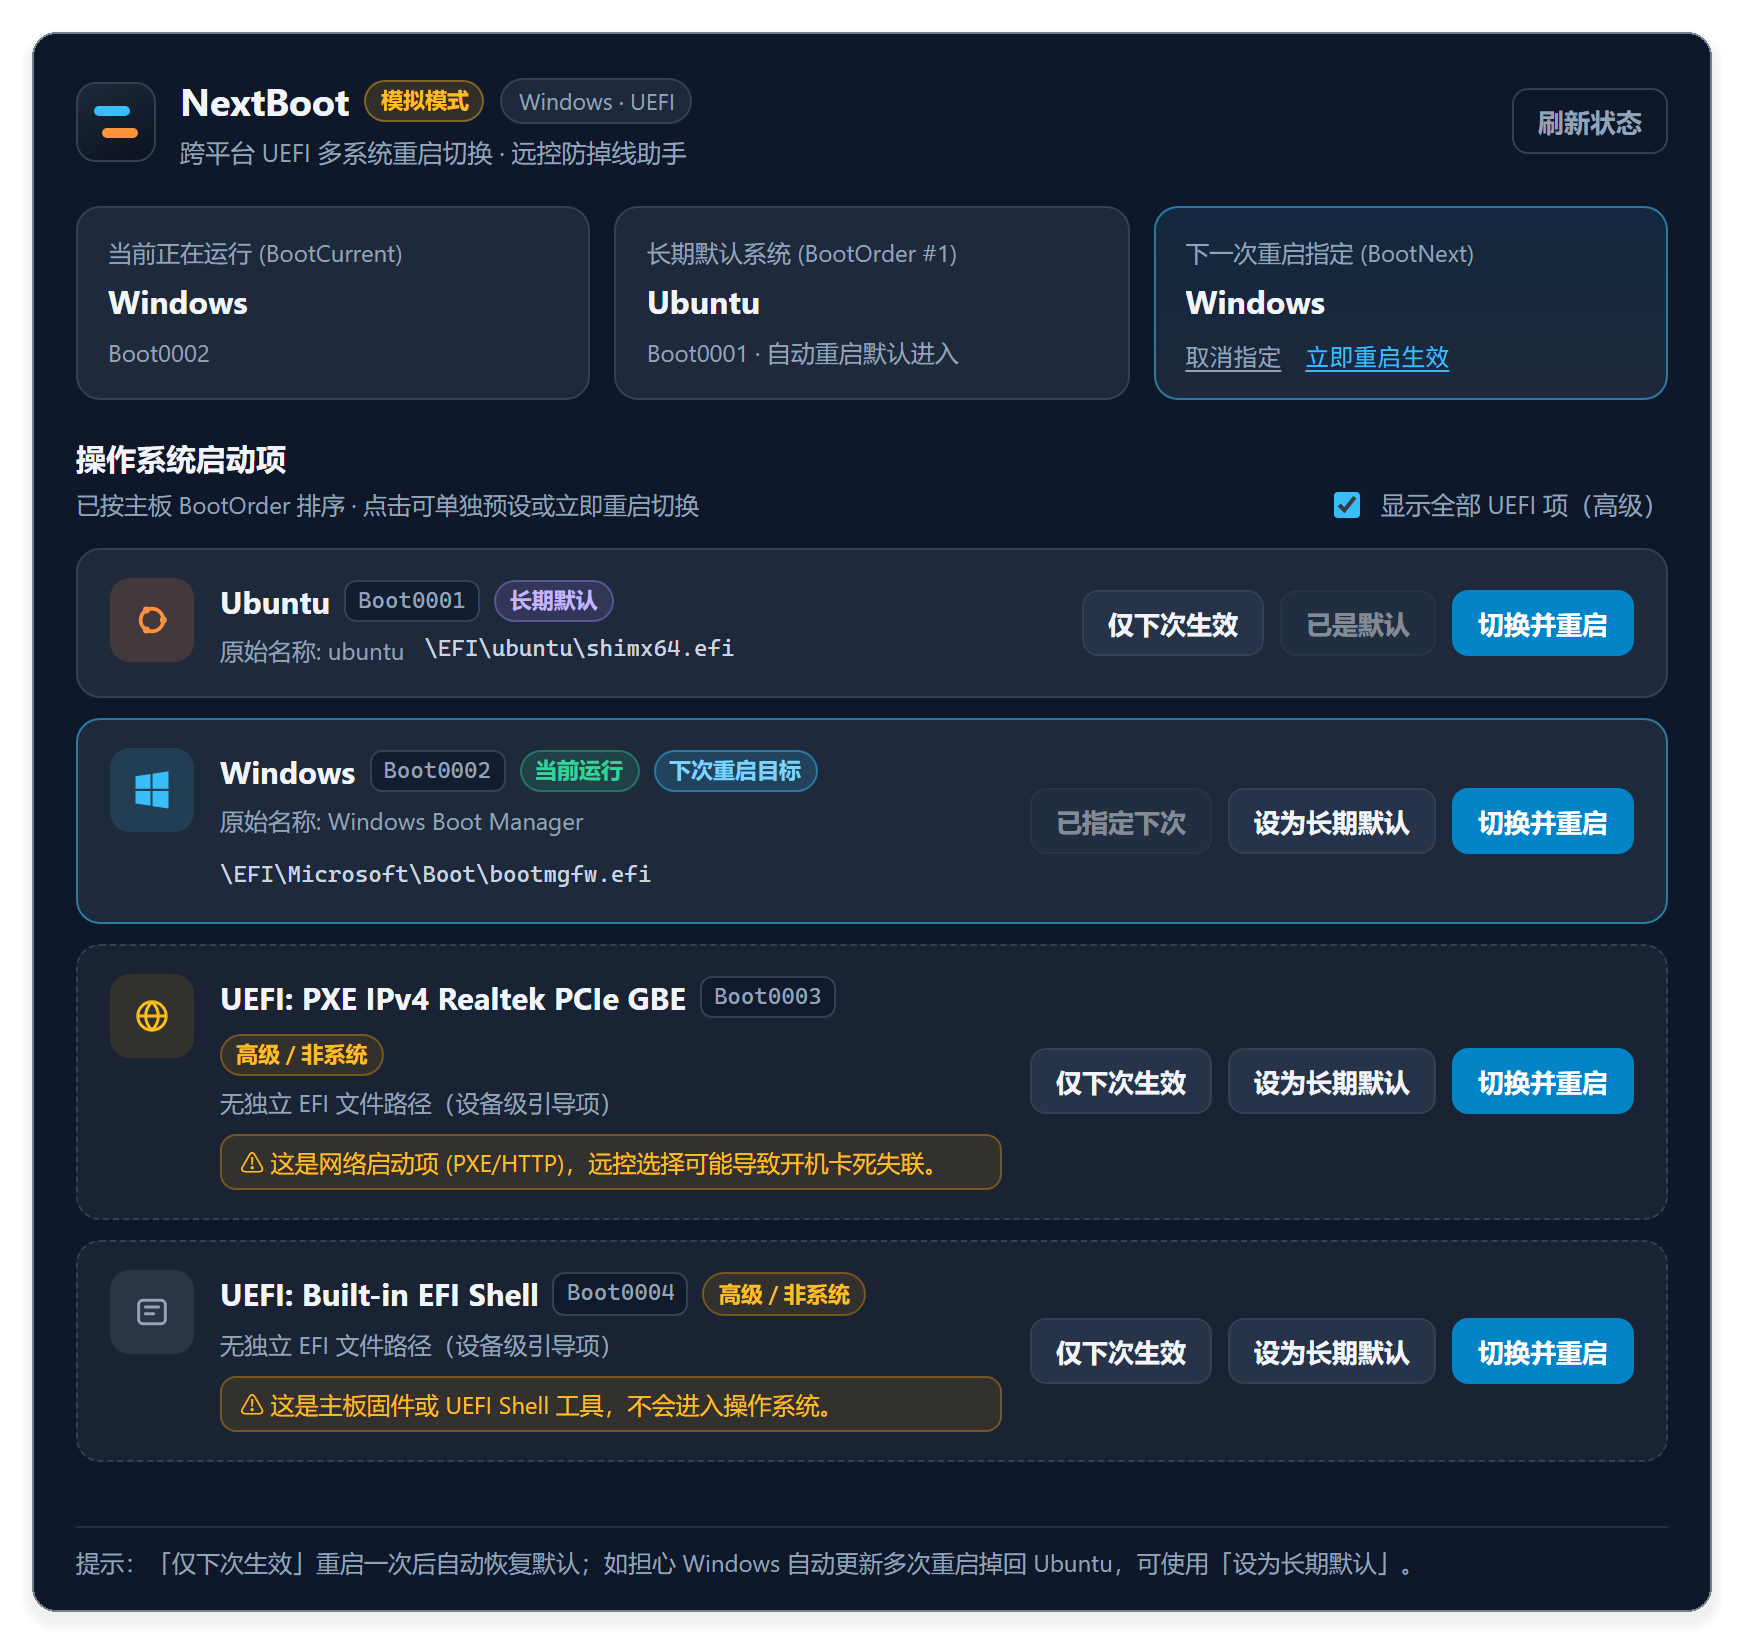 NextBoot 模拟模式 Windows · UEFI
跨平台 UEFI 多系统重启切换 · 远控防掉线助手
刷新状态
当前正在运行 (BootCurrent)
Windows
Boot0002
长期默认系统 (BootOrder #1)
Ubuntu
Boot0001 · 自动重启默认进入
下一次重启指定 (BootNext)
Windows
取消指定 立即重启生效
操作系统启动项
已按主板 BootOrder 排序 · 点击可单独预设或立即重启切换
显示全部 UEFI 项（高级）
Ubuntu Boot0001 长期默认
原始名称: ubuntu \EFI\ubuntu\shimx64.efi
仅下次生效 已是默认 切换并重启
Windows Boot0002 当前运行 下次重启目标
原始名称: Windows Boot Manager
\EFI\Microsoft\Boot\bootmgfw.efi
已指定下次 设为长期默认 切换并重启
UEFI: PXE IPv4 Realtek PCIe GBE Boot0003
高级 / 非系统
无独立 EFI 文件路径（设备级引导项）
⚠ 这是网络启动项 (PXE/HTTP)，远控选择可能导致开机卡死失联。
仅下次生效 设为长期默认 切换并重启
UEFI: Built-in EFI Shell Boot0004 高级 / 非系统
无独立 EFI 文件路径（设备级引导项）
⚠ 这是主板固件或 UEFI Shell 工具，不会进入操作系统。
仅下次生效 设为长期默认 切换并重启
提示：「仅下次生效」重启一次后自动恢复默认；如担心 Windows 自动更新多次重启掉回 Ubuntu，可使用「设为长期默认」。